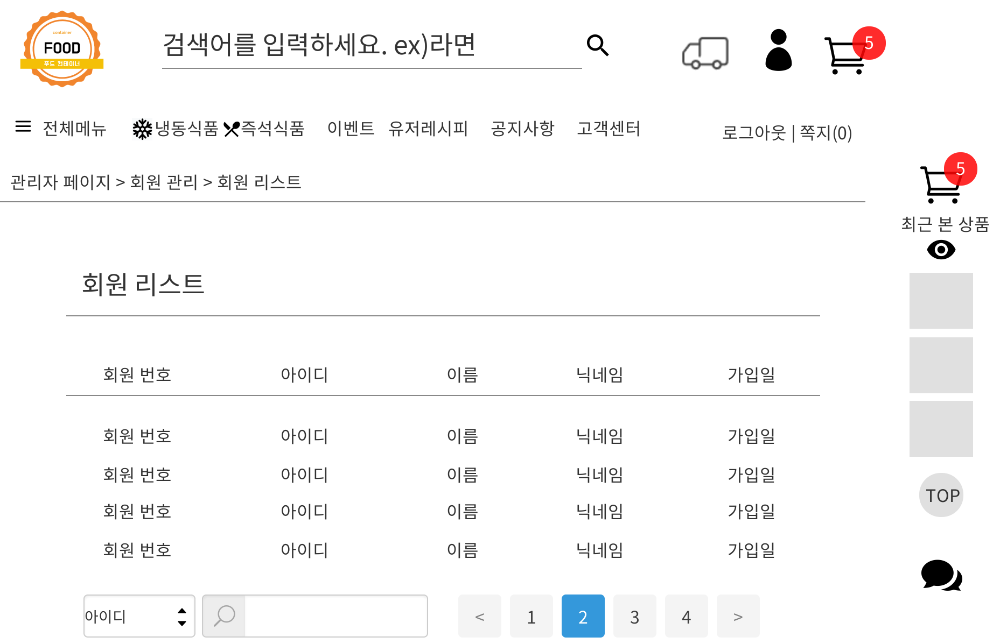 container
FOOD
푸드 컨테이너
검색어를 입력하세요. ex)라면
5
전체메뉴 냉동식품 즉석식품 이벤트 유저레시피 공지사항 고객센터 로그아웃 | 쪽지(0)
관리자 페이지 > 회원 관리 > 회원 리스트
5
최근 본 상품
회원 리스트
회원 번호 아이디 이름 닉네임 가입일
회원 번호 아이디 이름 닉네임 가입일
회원 번호 아이디 이름 닉네임 가입일
회원 번호 아이디 이름 닉네임 가입일
회원 번호 아이디 이름 닉네임 가입일
TOP
아이디 < 1 2 3 4 >